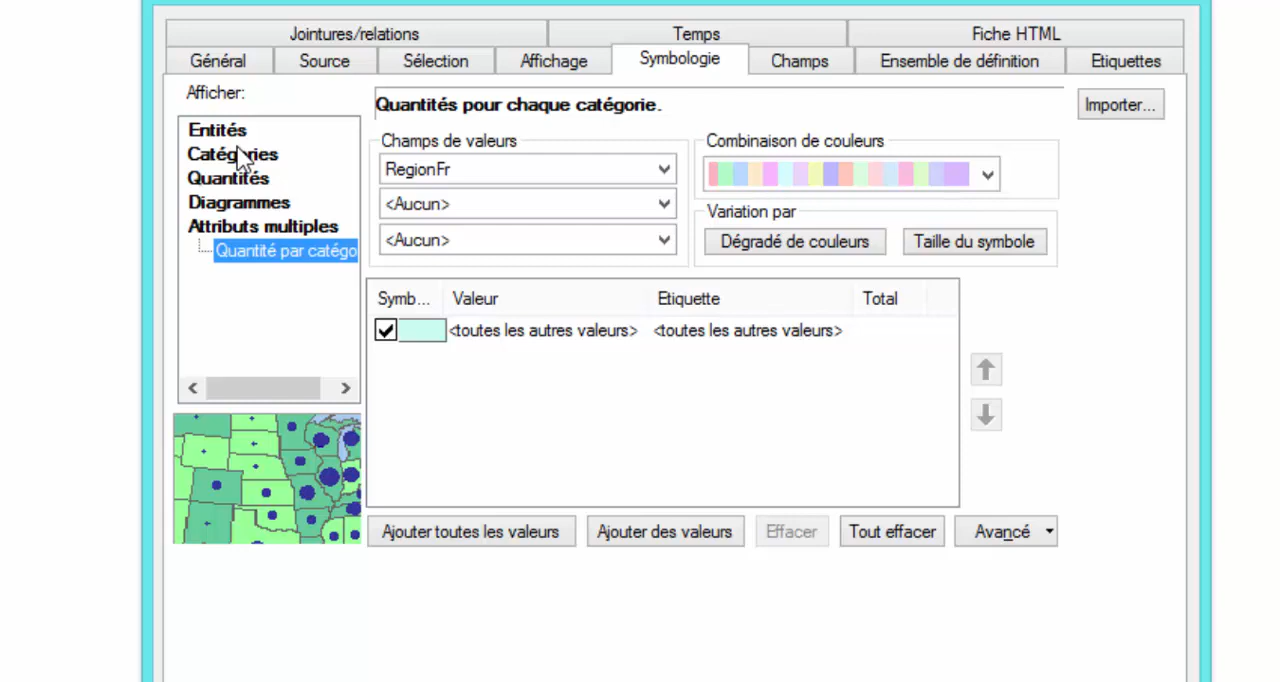 Jointures/relations
Temps
Fiche HTML
Général
Source
Sélection
Affichage
Symbologie
Champs
Ensemble de définition
Etiquettes
Afficher:
Entités
Catégories
Quantités
Diagrammes
Attributs multiples
Quantité par catégo
Quantités pour chaque catégorie.
Importer...
Champs de valeurs
RegionFr
<Aucun>
<Aucun>
Combinaison de couleurs
Variation par
Dégradé de couleurs
Taille du symbole
Symb... Valeur Etiquette Total
<toutes les autres valeurs> <toutes les autres valeurs>
Ajouter toutes les valeurs
Ajouter des valeurs
Effacer
Tout effacer
Avancé